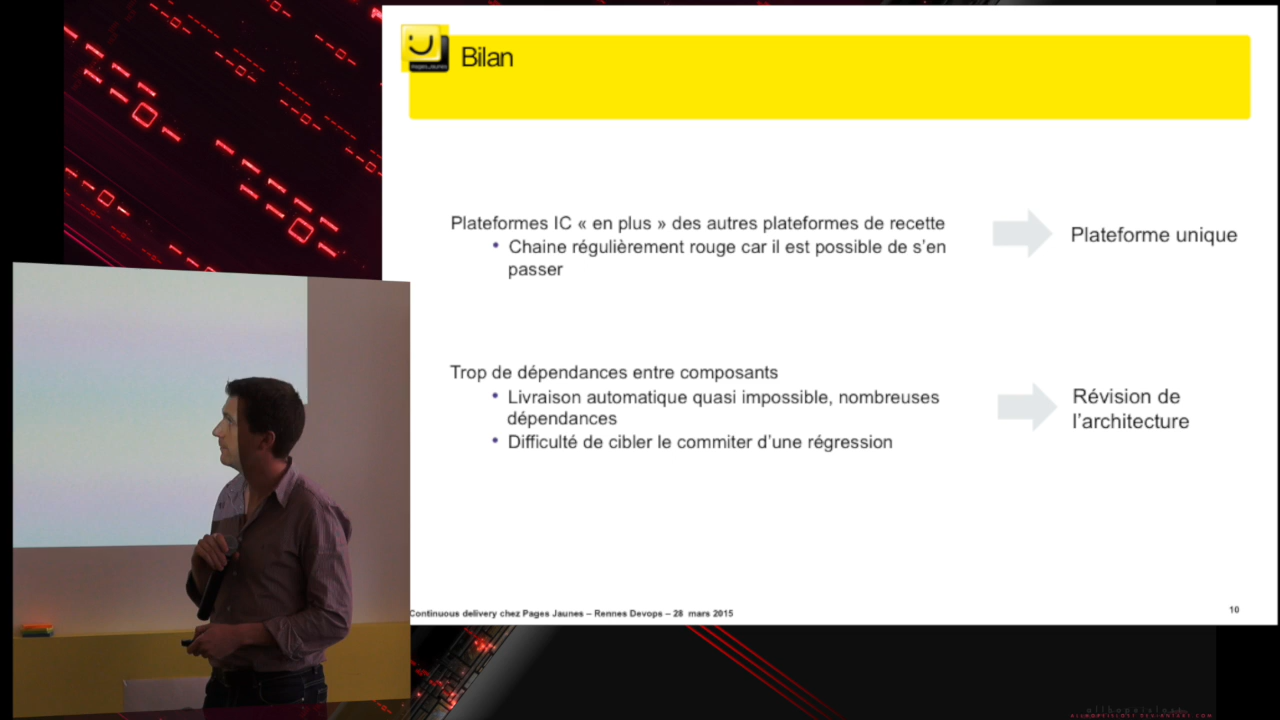 Bilan
PagesJaunes
Plateformes IC « en plus » des autres plateformes de recette
• Chaine régulièrement rouge car il est possible de s'en
passer
Plateforme unique
Trop de dépendances entre composants
• Livraison automatique quasi impossible, nombreuses
dépendances
• Difficulté de cibler le commiter d'une régression
Révision de
l'architecture
Continuous delivery chez Pages Jaunes – Rennes Devops – 28 mars 2015
10